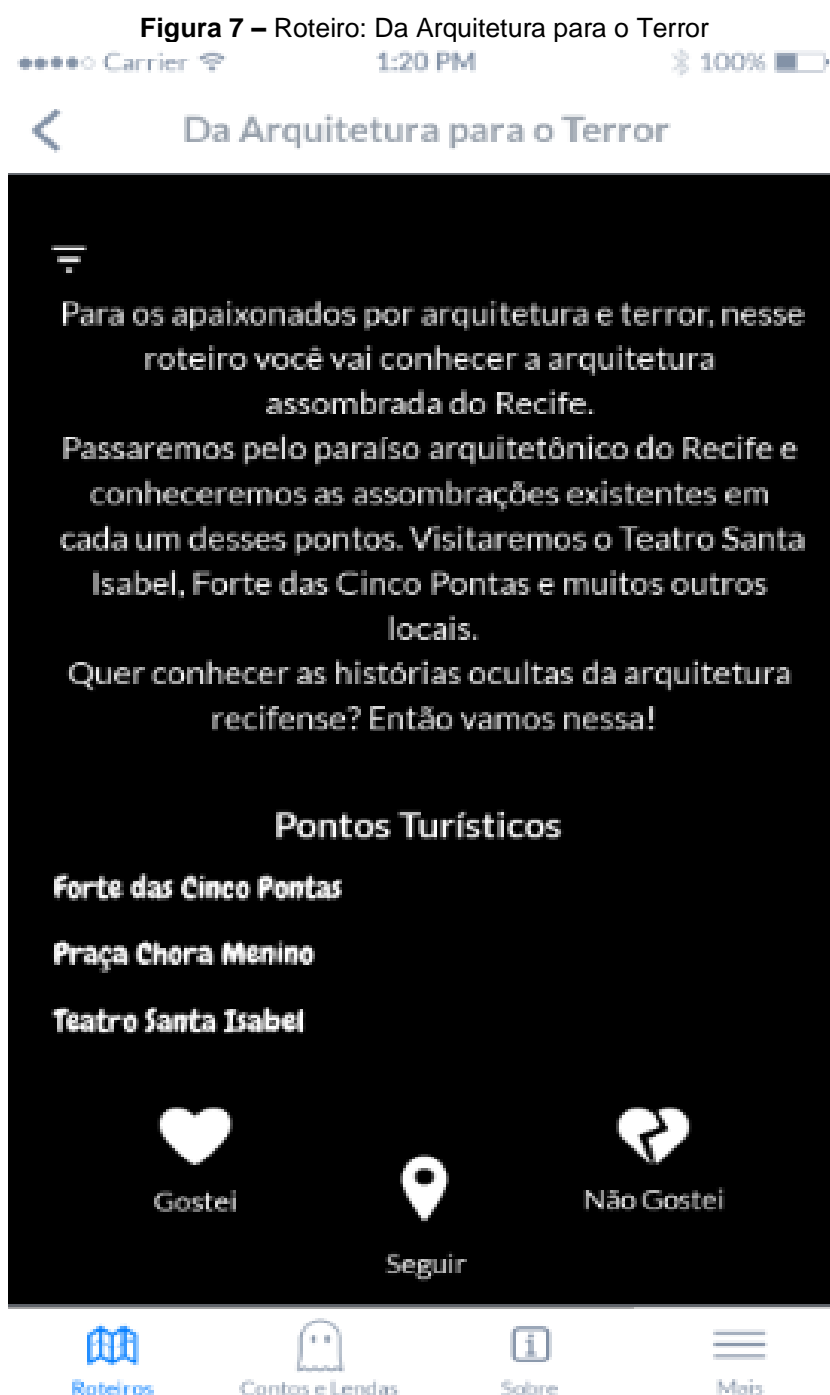 Figura 7 – Roteiro: Da Arquitetura para o Terror
Carrier 1:20 PM 100%
Da Arquitetura para o Terror
Para os apaixonados por arquitetura e terror, nesse
roteiro você vai conhecer a arquitetura
assombrada do Recife.
Passaremos pelo paraíso arquitetônico do Recife e
conheceremos as assombrações existentes em
cada um desses pontos. Visitaremos o Teatro Santa
Isabel, Forte das Cinco Pontas e muitos outros
locais.
Quer conhecer as histórias ocultas da arquitetura
recifense? Então vamos nessa!
Pontos Turísticos
Forte das Cinco Pontas
Praça Chora Menino
Teatro Santa Isabel
Gostei
Não Gostei
Seguir
Roteiros Contos e Lendas Sobre Mais